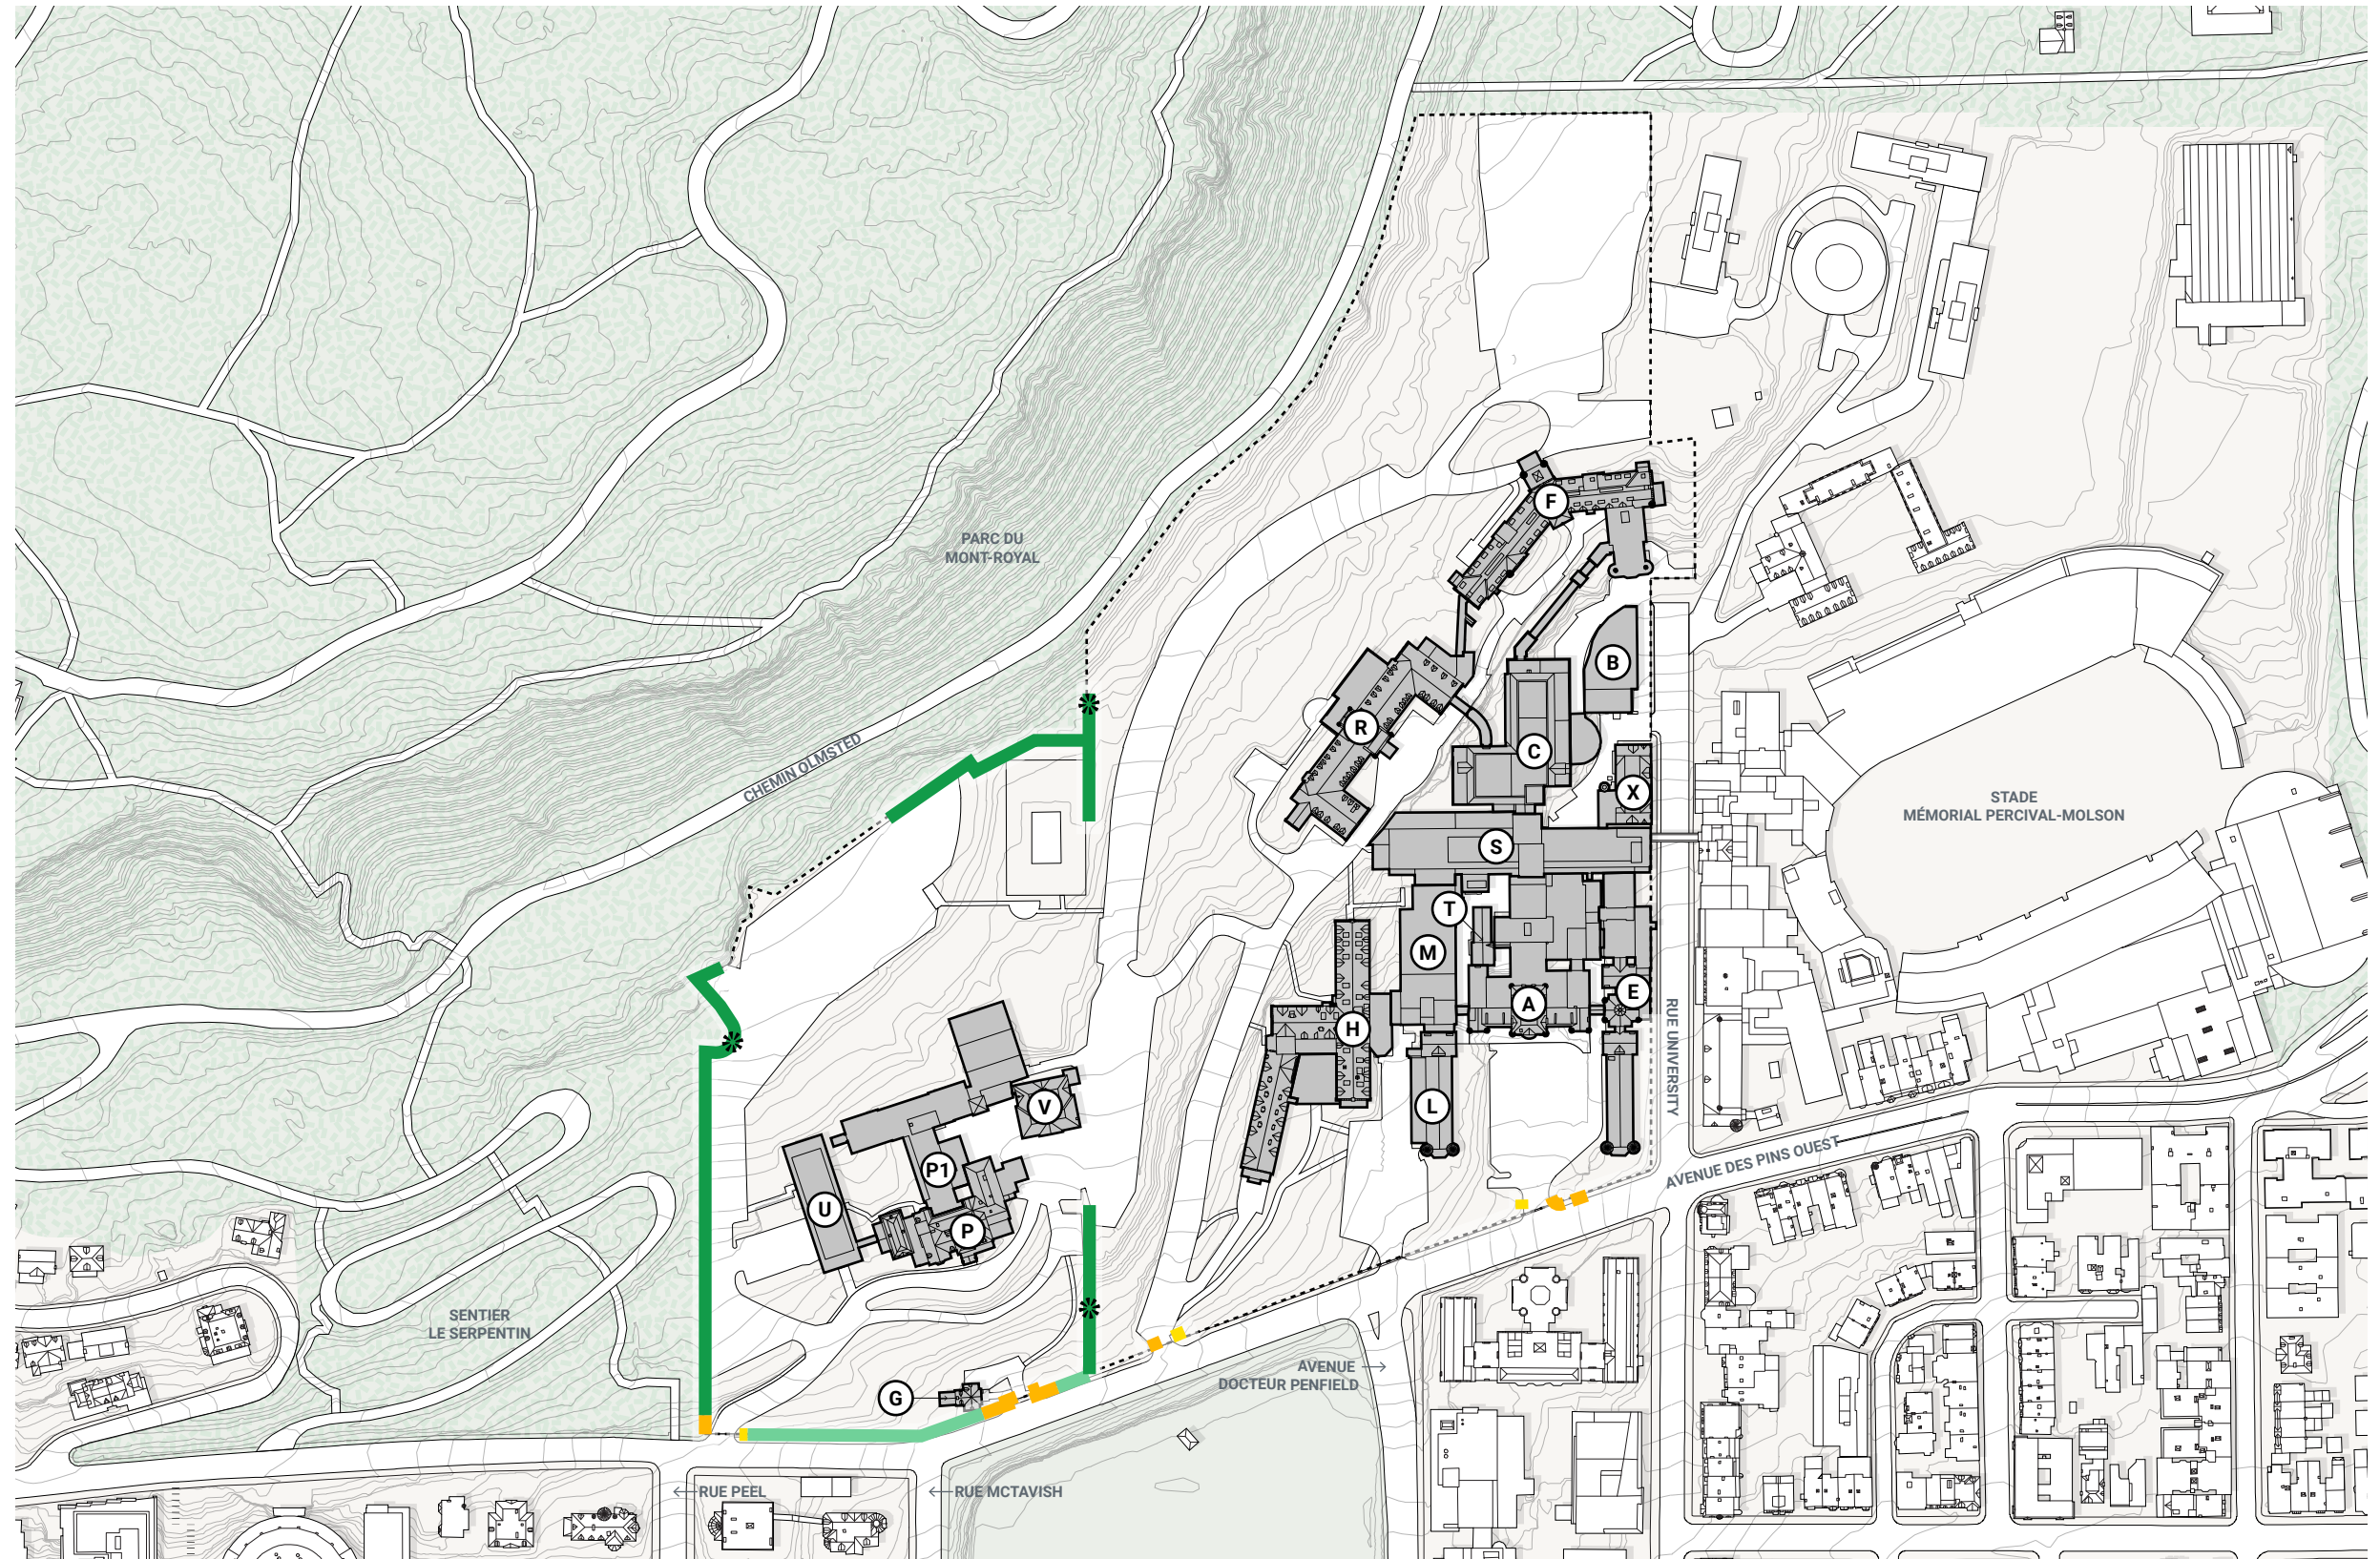 F
PARC DU
MONT-ROYAL
B
R
C
CHEMIN OLMSTED
X
STADE
MÉMORIAL PERCIVAL-MOLSON
S
T
M
E
A
H
RUE UNIVERSITY
V
L
P1
AVENUE DES PINS OUEST
U
P
SENTIER
LE SERPENTIN
AVENUE →
DOCTEUR PENFIELD
G
←RUE PEEL
←RUE MCTAVISH